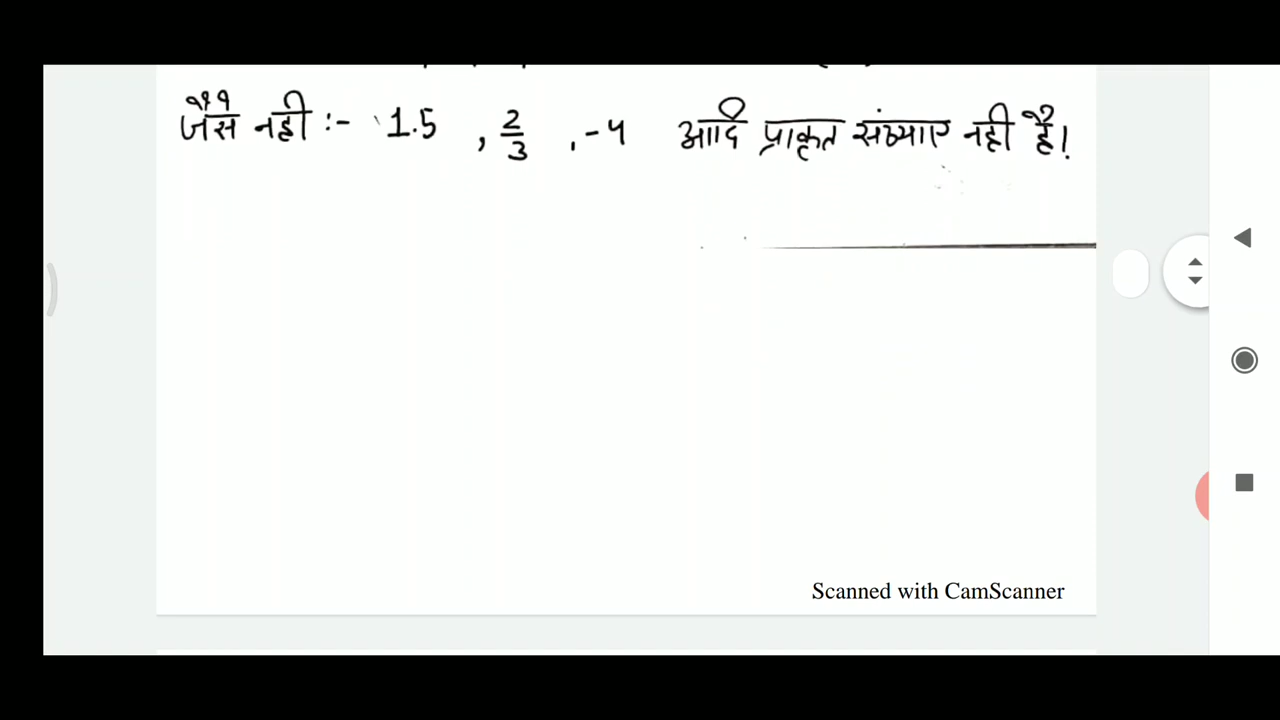 जैसे नही :- 1.5 , 2/3 , -4 आदि प्राकृत संख्याए नही है।
Scanned with CamScanner